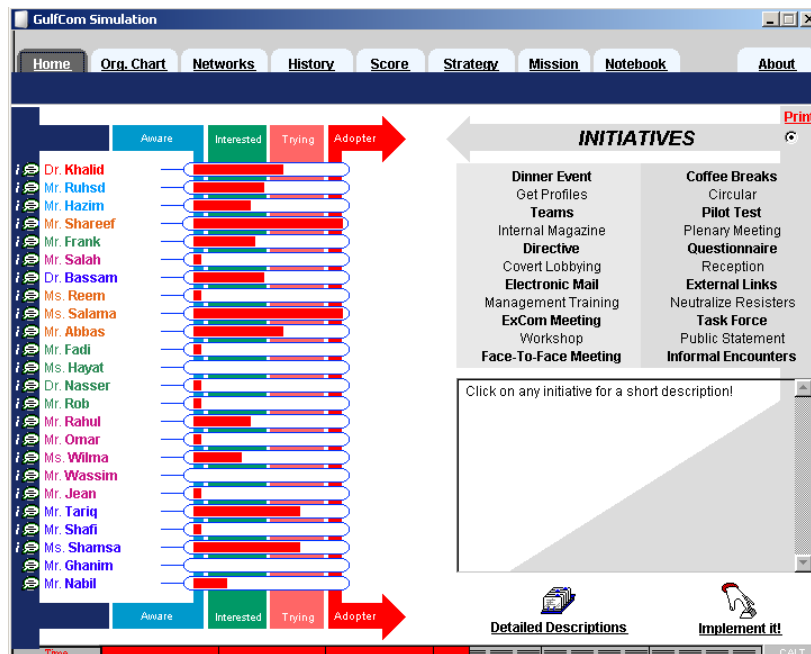 GulfCom Simulation
Home Org. Chart Networks History Score Strategy Mission Notebook About
Print
Aware Interested Trying Adopter
INITIATIVES
Dr. Khalid
Mr. Ruhsd
Mr. Hazim
Mr. Shareef
Mr. Frank
Mr. Salah
Dr. Bassam
Ms. Reem
Ms. Salama
Mr. Abbas
Mr. Fadi
Ms. Hayat
Dr. Nasser
Mr. Rob
Mr. Rahul
Mr. Omar
Ms. Wilma
Mr. Wassim
Mr. Jean
Mr. Tariq
Mr. Shafi
Ms. Shamsa
Mr. Ghanim
Mr. Nabil
Aware Interested Trying Adopter
Dinner Event Coffee Breaks
Get Profiles Circular
Teams Pilot Test
Internal Magazine Plenary Meeting
Directive Questionnaire
Covert Lobbying Reception
Electronic Mail External Links
Management Training Neutralize Resisters
ExCom Meeting Task Force
Workshop Public Statement
Face-To-Face Meeting Informal Encounters
Click on any initiative for a short description!
Detailed Descriptions Implement it!
Time CALT